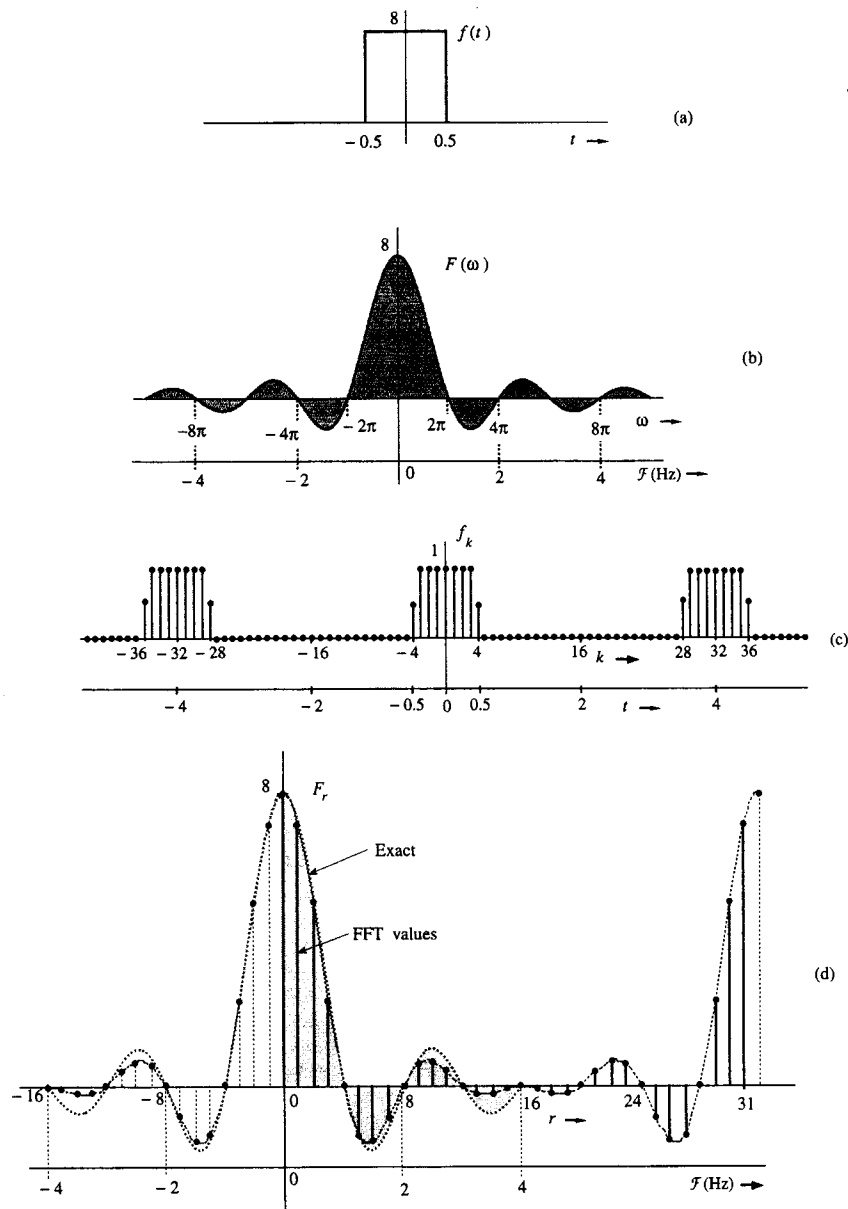 8
f(t)
(a)
− 0.5 0.5 t →
8
F(ω)
(b)
−8π − 4π − 2π 2π 4π 8π ω →
− 4 − 2 0 2 4 ℱ(Hz) →
1 f_k
(c)
− 36 − 32 − 28 − 16 − 4 4 16 k → 28 32 36
− 4 − 2 − 0.5 0 0.5 2 t → 4
8 F_r
Exact
FFT values
(d)
−16 − 8 0 8 16 r → 24 31
− 4 − 2 0 2 4 ℱ(Hz) →